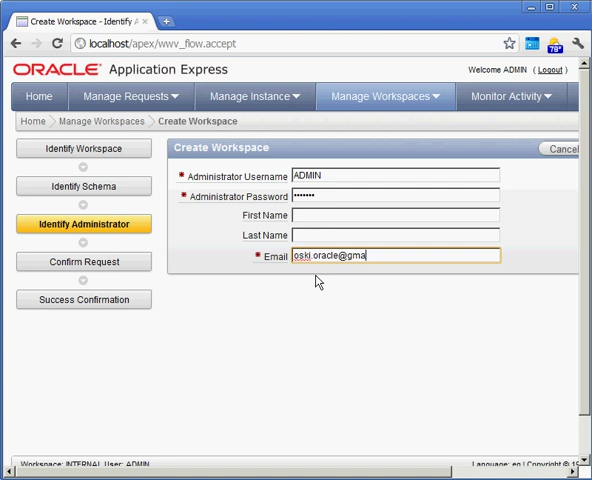 Create Workspace - Identify A
localhost/apex/wwv_flow.accept
78°
ORACLE Application Express
Welcome ADMIN ( Logout )
Home Manage Requests Manage Instance Manage Workspaces Monitor Activity
Home Manage Workspaces Create Workspace
Identify Workspace
Identify Schema
Identify Administrator
Confirm Request
Success Confirmation
Create Workspace
Cancel
* Administrator Username ADMIN
* Administrator Password •••••••
First Name
Last Name
* Email oski.oracle@gma
Workspace: INTERNAL User: ADMIN
Language: en | Copyright © 19